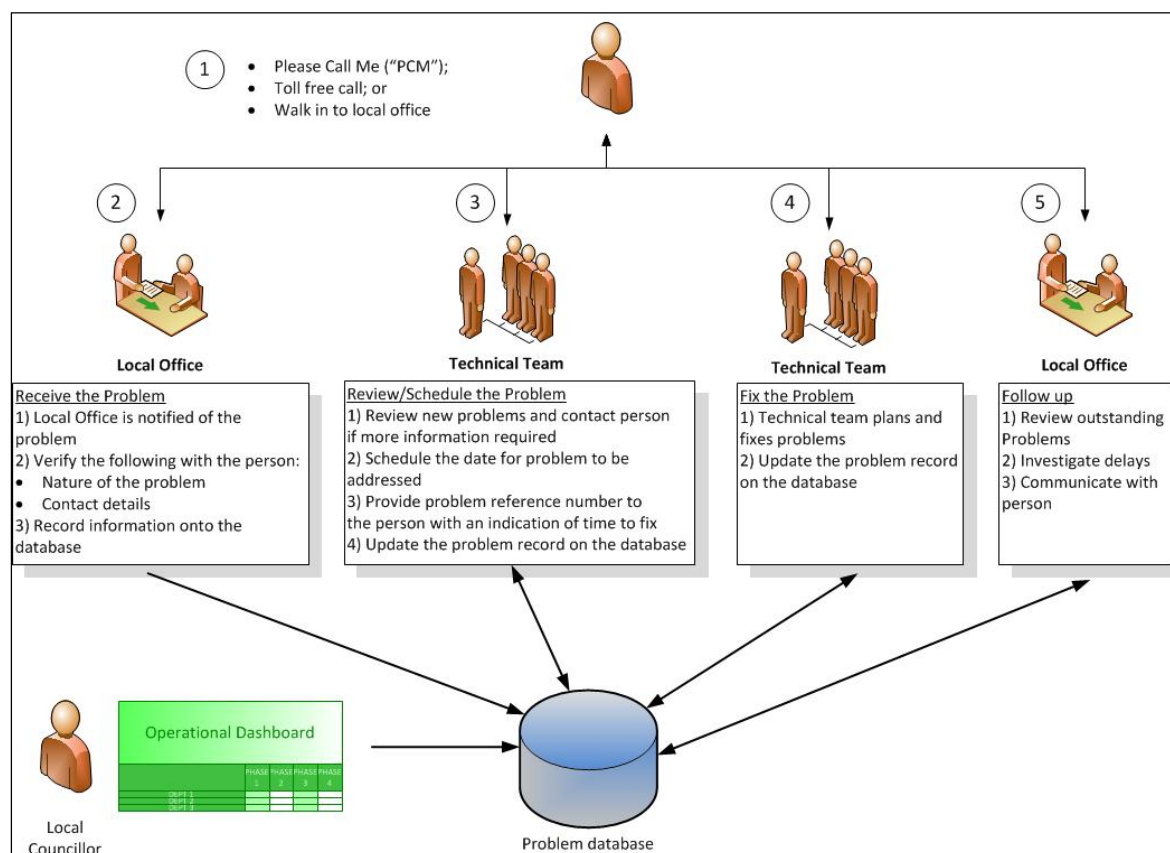 1
• Please Call Me (“PCM”);
• Toll free call; or
• Walk in to local office
2
3
4
5
Local Office
Receive the Problem
1) Local Office is notified of the
problem
2) Verify the following with the person:
• Nature of the problem
• Contact details
3) Record information onto the
database
Technical Team
Review/Schedule the Problem
1) Review new problems and contact person
if more information required
2) Schedule the date for problem to be
addressed
3) Provide problem reference number to
the person with an indication of time to fix
4) Update the problem record on the database
Technical Team
Fix the Problem
1) Technical team plans and
fixes problems
2) Update the problem record
on the database
Local Office
Follow up
1) Review outstanding
Problems
2) Investigate delays
3) Communicate with
person
Operational Dashboard
PHASE 1 PHASE 2 PHASE 3 PHASE 4
DEPT 1
DEPT 2
DEPT 3
Local
Councillor
Problem database